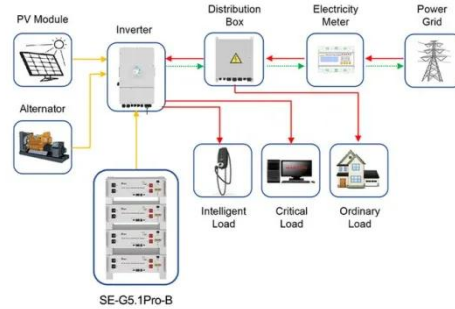 PV Module
Inverter
Distribution
Box
Electricity
Meter
Power
Grid
Alternator
Intelligent
Load
Critical
Load
Ordinary
Load
SE-G5.1Pro-B